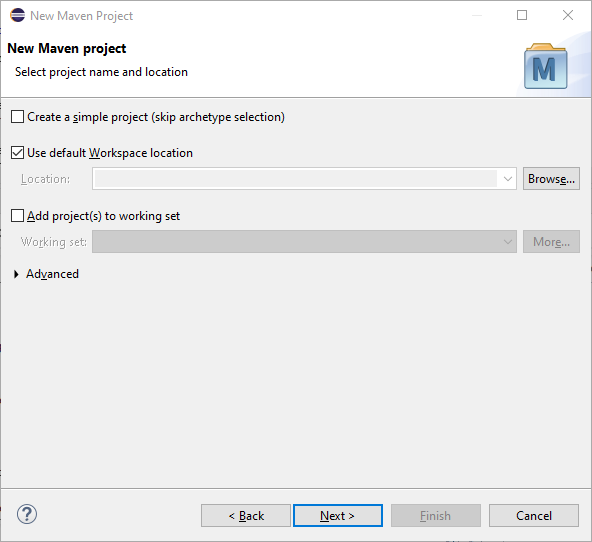 New Maven Project
New Maven project
Select project name and location
M
Create a simple project (skip archetype selection)
Use default Workspace location
Location:
Browse...
Add project(s) to working set
Working set:
More...
Advanced
?
< Back
Next >
Finish
Cancel